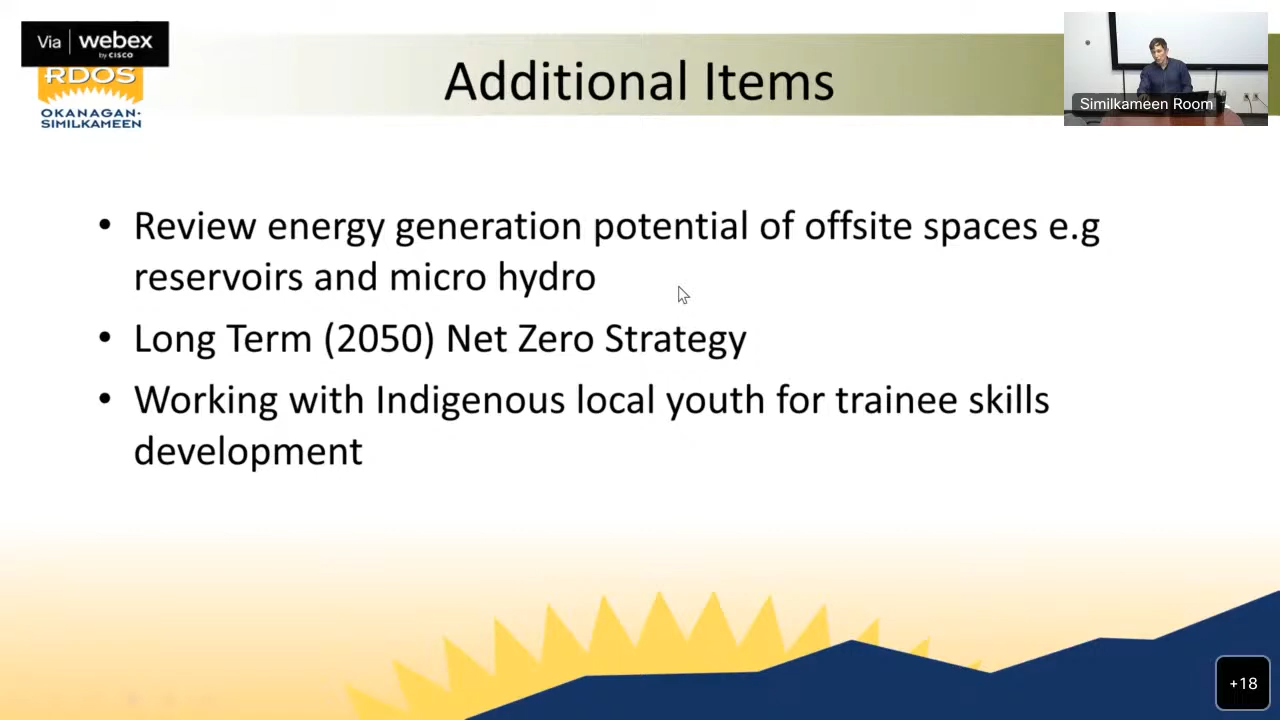 Via webex
by CISCO
RDOS
OKANAGAN-
SIMILKAMEEN
Additional Items
Similkameen Room
• Review energy generation potential of offsite spaces e.g
reservoirs and micro hydro
• Long Term (2050) Net Zero Strategy
• Working with Indigenous local youth for trainee skills
development
+18